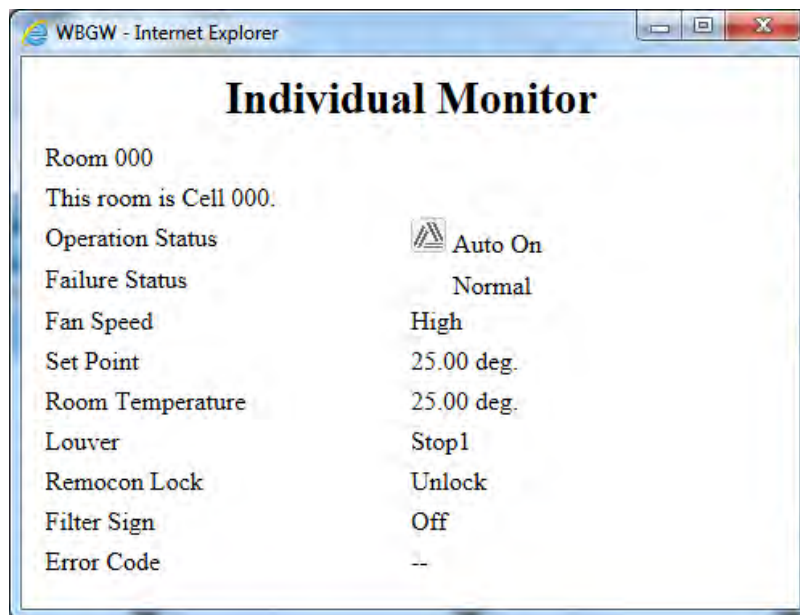 WBGW - Internet Explorer
Individual Monitor
Room 000
This room is Cell 000.
Operation Status Auto On
Failure Status Normal
Fan Speed High
Set Point 25.00 deg.
Room Temperature 25.00 deg.
Louver Stop1
Remocon Lock Unlock
Filter Sign Off
Error Code --